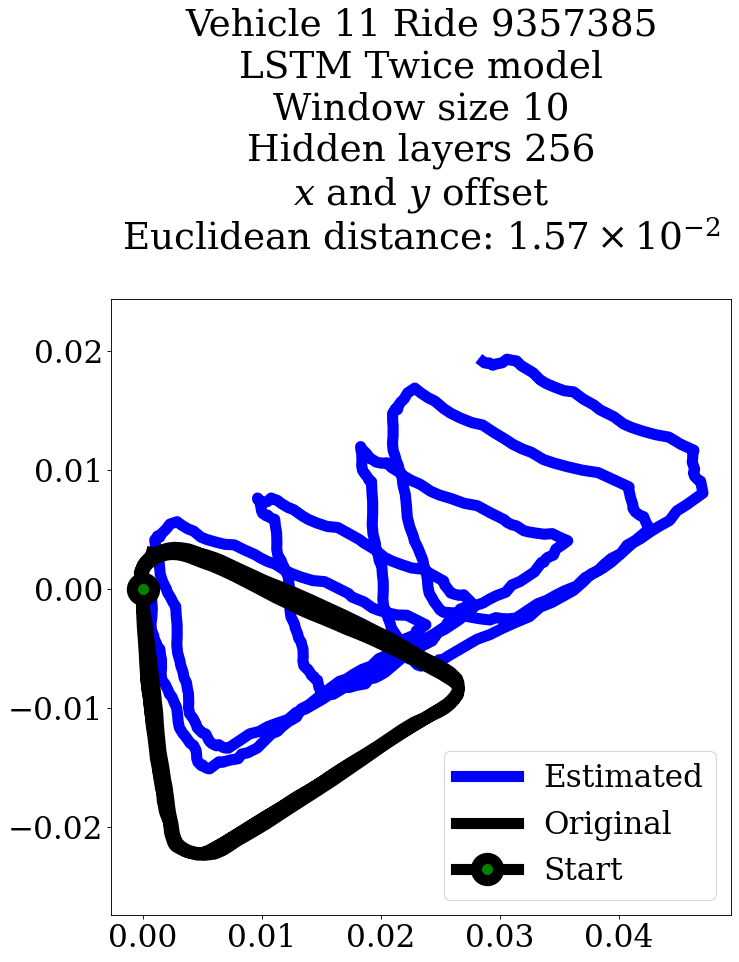 Vehicle 11 Ride 9357385
LSTM Twice model
Window size 10
Hidden layers 256
x and y offset
Euclidean distance: 1.57 × 10⁻²
0.02
0.01
0.00
−0.01
−0.02
Estimated
Original
Start
0.00 0.01 0.02 0.03 0.04